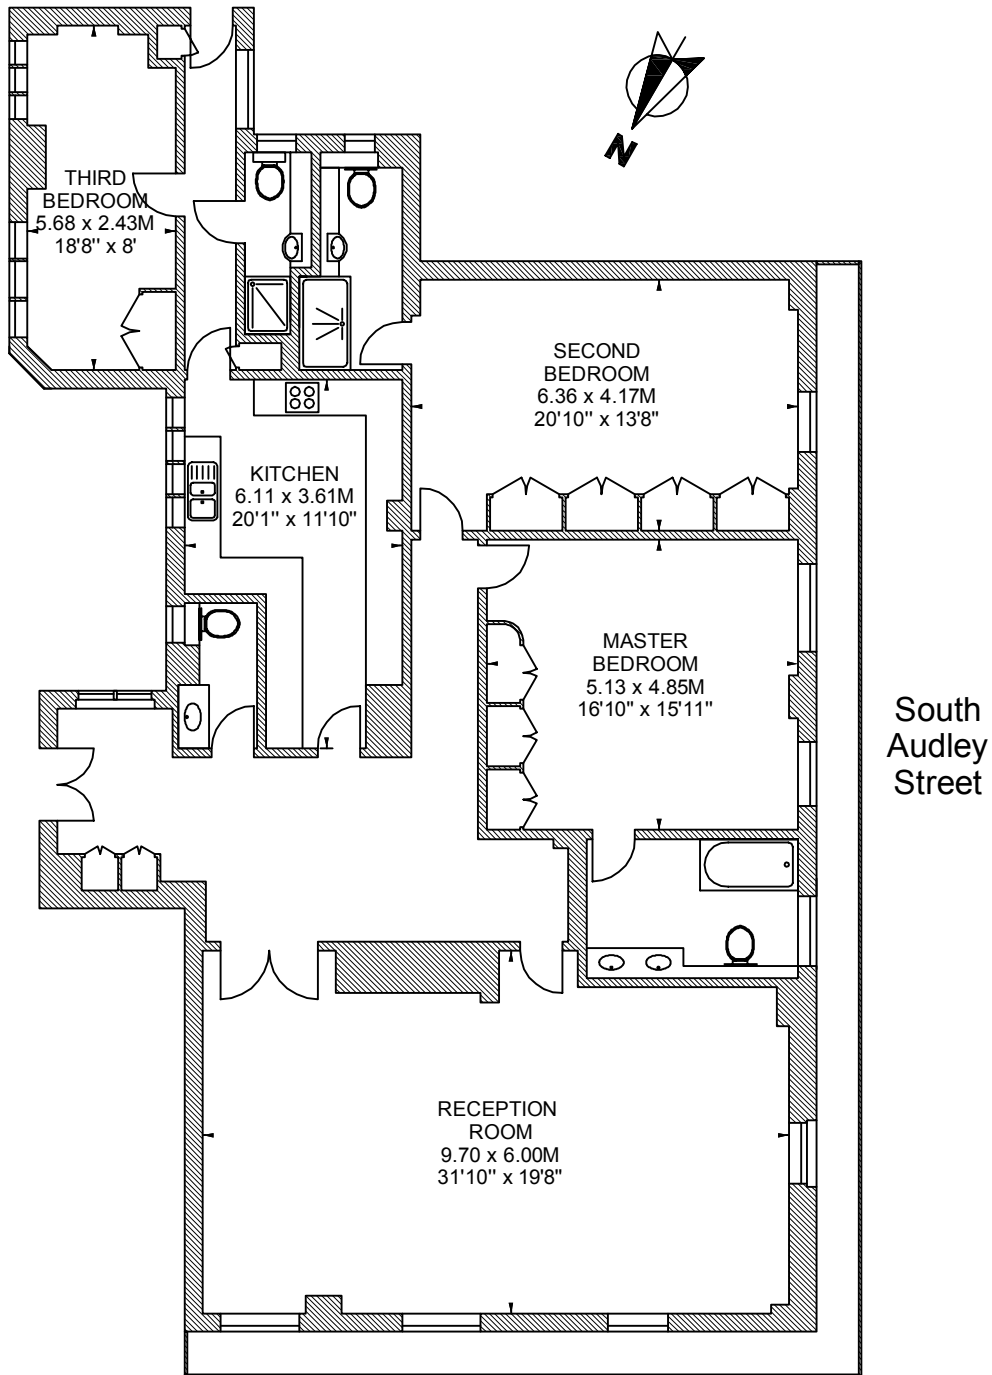 N
THIRD
BEDROOM
5.68 x 2.43M
18'8" x 8'
SECOND
BEDROOM
6.36 x 4.17M
20'10" x 13'8"
KITCHEN
6.11 x 3.61M
20'1" x 11'10"
MASTER
BEDROOM
5.13 x 4.85M
16'10" x 15'11"
South
Audley
Street
RECEPTION
ROOM
9.70 x 6.00M
31'10" x 19'8"